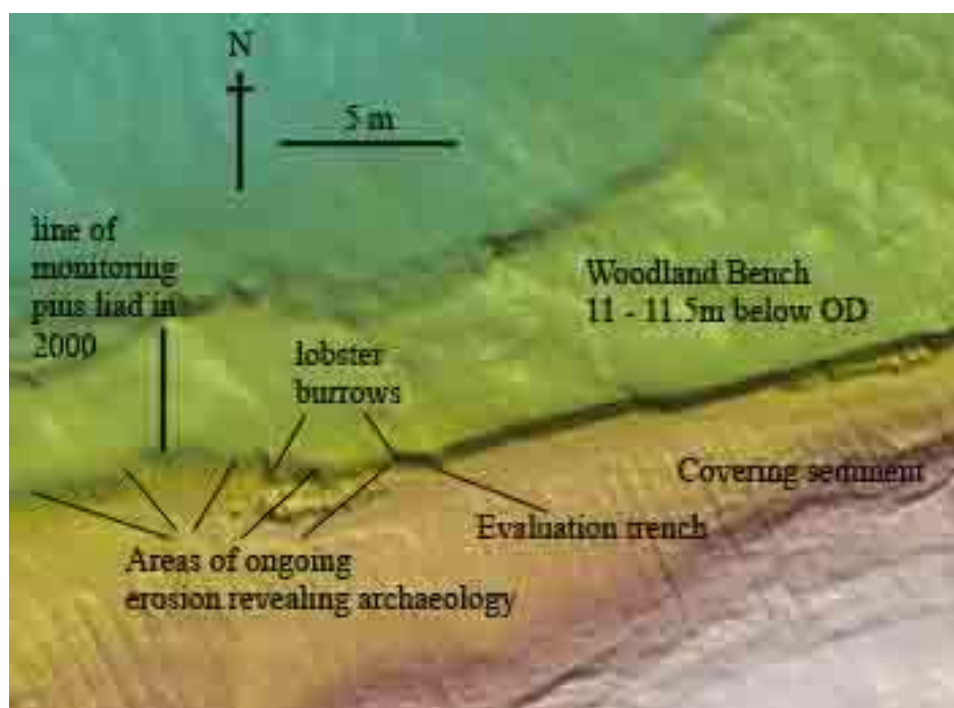 N
5 m
line of
monitoring
pins liad in
2000
Woodland Bench
11 - 11.5m below OD
lobster
burrows
Covering sediment
Evaluation trench
Areas of ongoing
erosion revealing archaeology